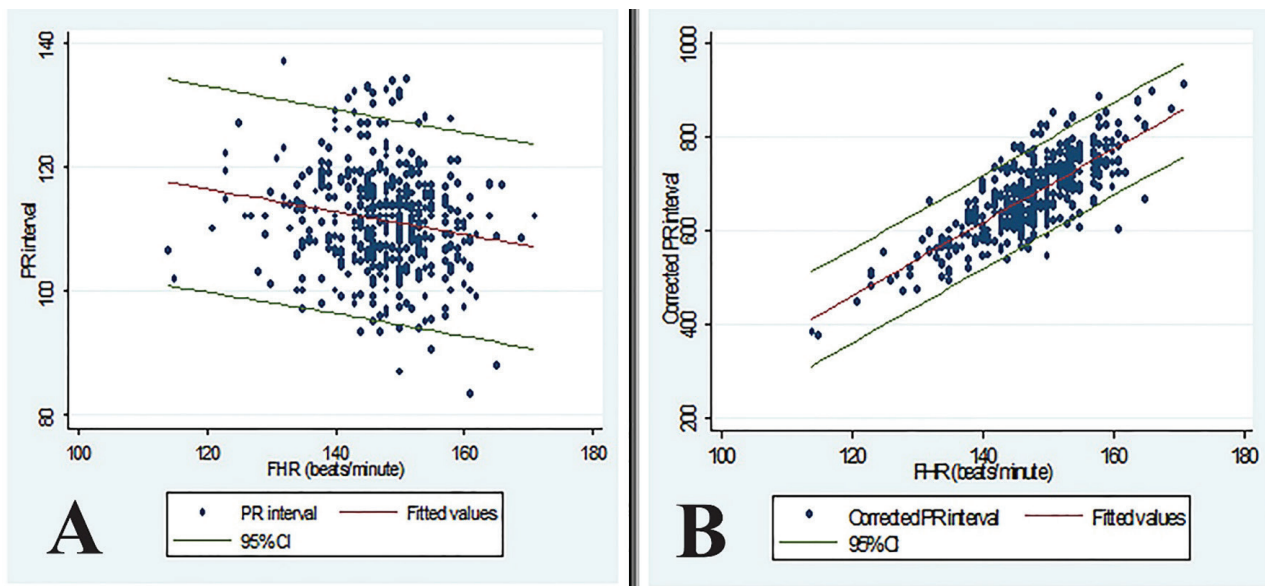 140
120
100
80
PR interval
100 120 140 160 180
FHR (beats/minute)
PR interval Fitted values
95% CI
A
1000
800
600
400
200
Corrected PR interval
100 120 140 160 180
FHR (beats/minute)
Corrected PR interval Fitted values
95% CI
B